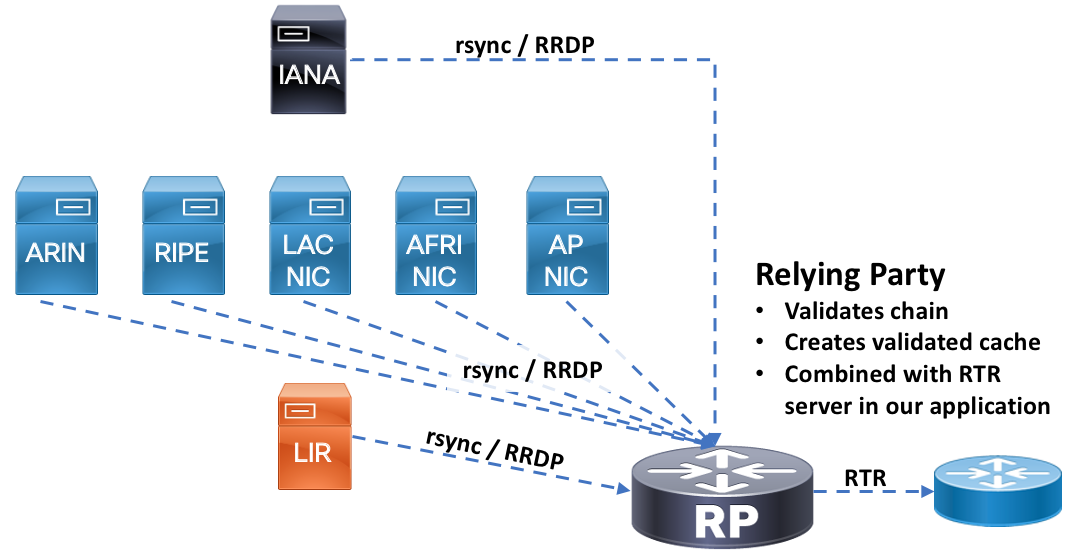 rsync / RRDP
IANA
ARIN
RIPE
LAC
NIC
AFRI
NIC
AP
NIC
Relying Party
• Validates chain
• Creates validated cache
• Combined with RTR
server in our application
rsync / RRDP
LIR
rsync / RRDP
RTR
RP